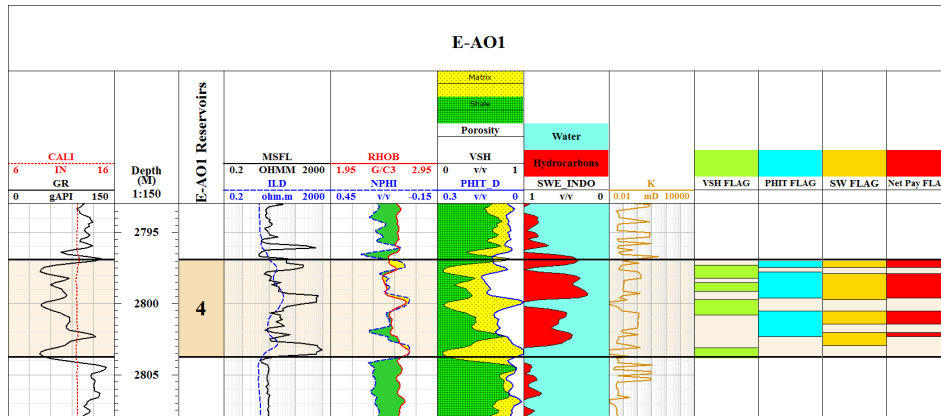 E-AO1
Matrix
Shale
Porosity
Water
CALI
6 IN 16
GR
0 gAPI 150
Depth
(M)
1:150
E-AO1 Reservoirs
MSFL
0.2 OHMM 2000
ILD
0.2 ohm.m 2000
RHOB
1.95 G/C3 2.95
NPHI
0.45 v/v -0.15
VSH
0 v/v 1
PHIT_D
0.3 v/v 0
Hydrocarbons
SWE_INDO
1 v/v 0
K
0.01 mD 10000
VSH FLAG
PHIT FLAG
SW FLAG
Net Pay FLA
2795
2800
4
2805